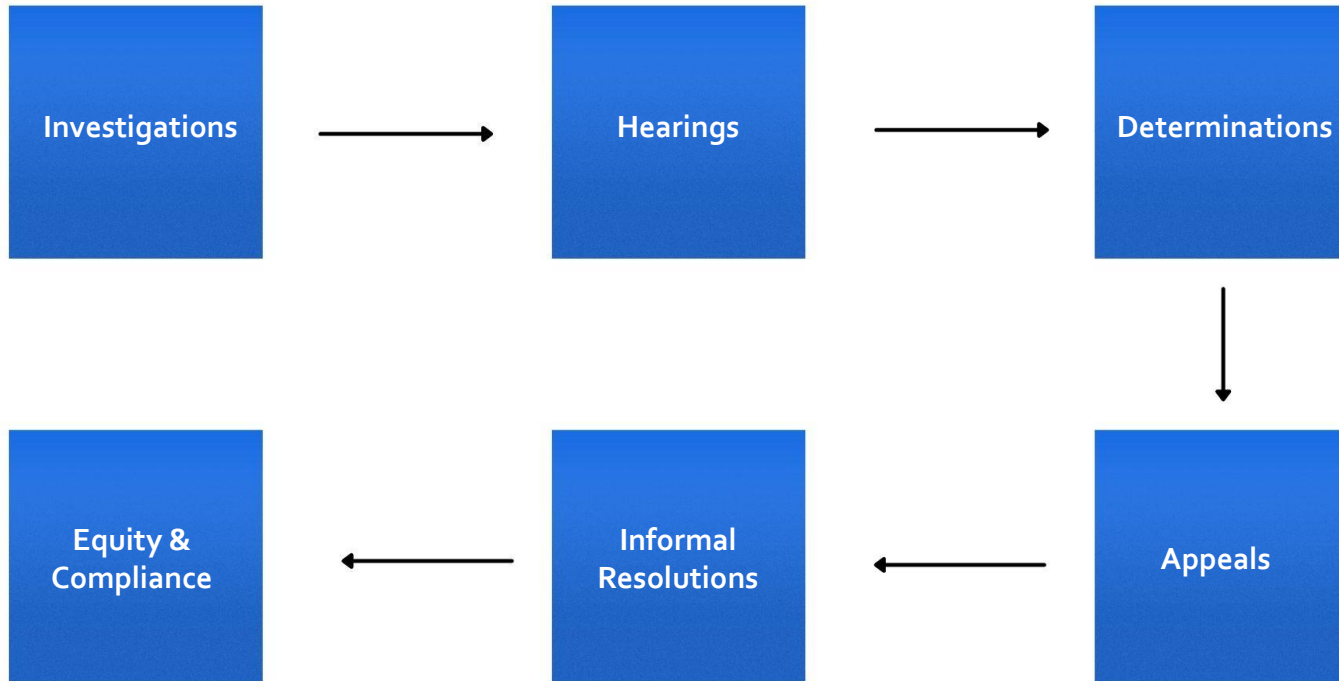 Investigations
Hearings
Determinations
Equity &
Compliance
Informal
Resolutions
Appeals